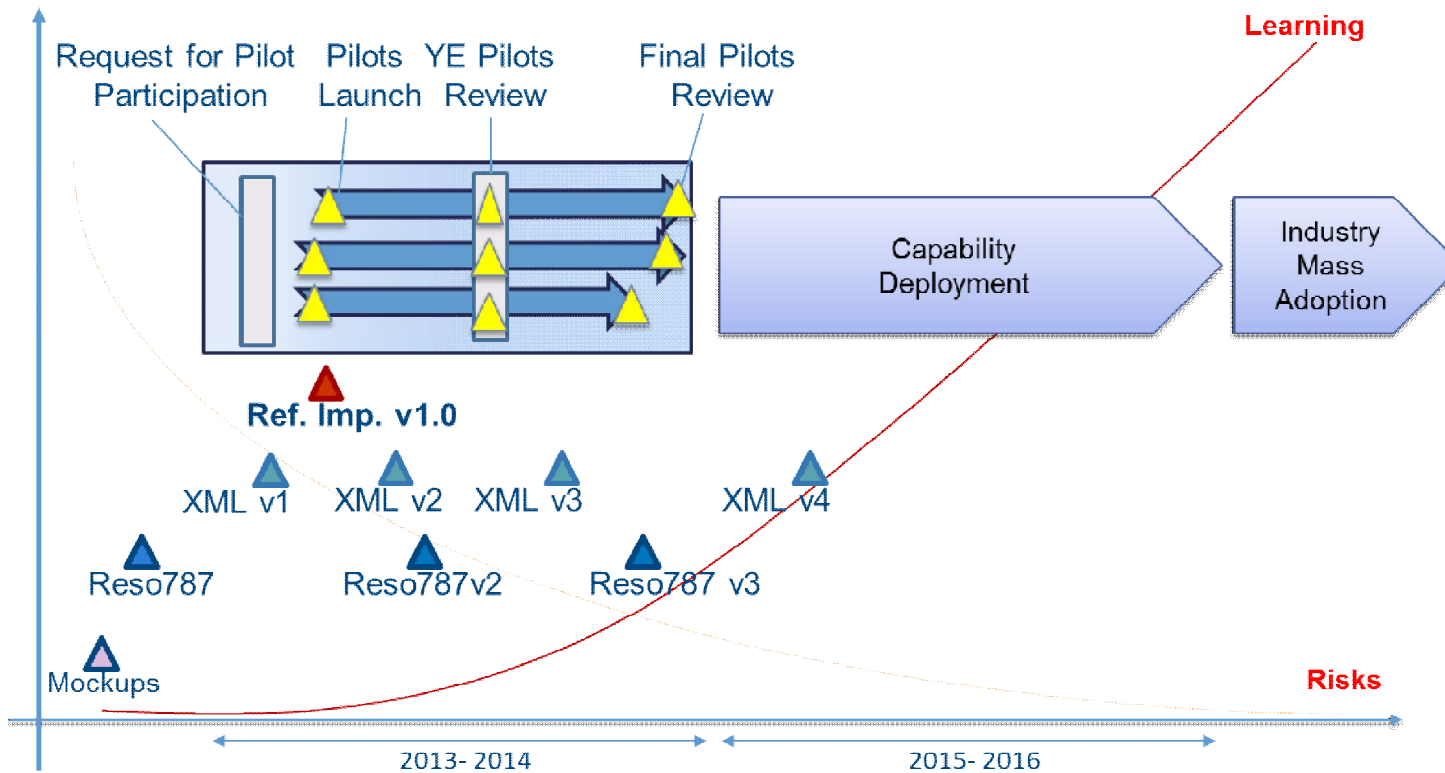 Learning
Request for Pilot
Participation
Pilots
Launch
YE Pilots
Review
Final Pilots
Review
Capability
Deployment
Industry
Mass
Adoption
Ref. Imp. v1.0
XML v1
XML v2
XML v3
XML v4
Reso787
Reso787v2
Reso787 v3
Mockups
Risks
2013- 2014
2015- 2016